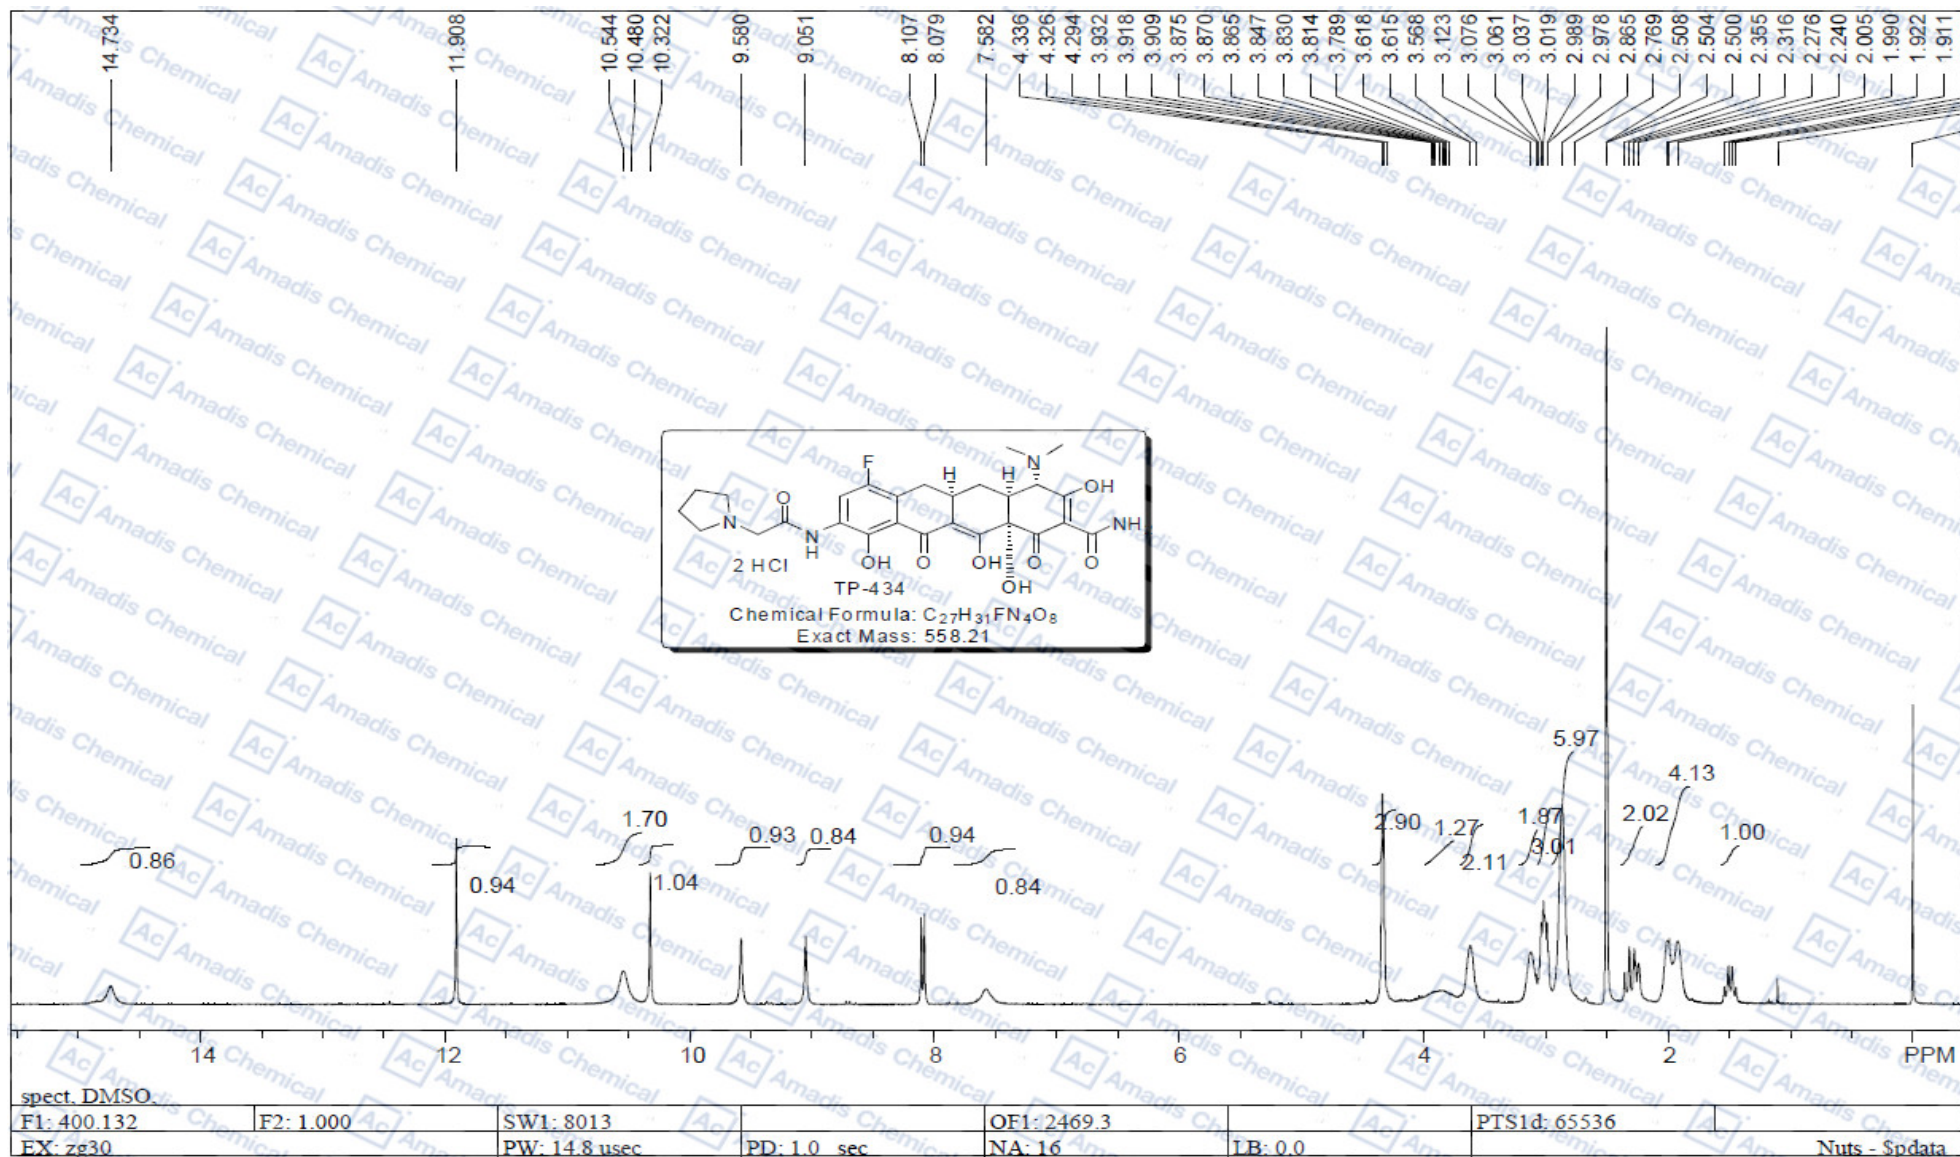 14.734
11.908
10.544
10.480
10.322
9.580
9.051
8.107
8.079
7.582
4.336
4.326
4.294
3.932
3.918
3.909
3.875
3.870
3.865
3.847
3.830
3.814
3.789
3.618
3.615
3.568
3.123
3.076
3.061
3.037
3.019
2.989
2.978
2.865
2.769
2.508
2.504
2.500
2.355
2.316
2.276
2.240
2.005
1.990
1.922
1.911
F
H
H
N
OH
O
N
N
H
NH
2 HCl
OH
O
OH
O
O
OH
TP-434
Chemical Formula: C27H31FN4O8
Exact Mass: 558.21
0.86
0.94
1.70
1.04
0.93
0.84
0.94
0.84
2.90
1.27
2.11
1.87
3.01
5.97
2.02
4.13
1.00
14 12 10 8 6 4 2 PPM
spect, DMSO,
F1: 400.132 F2: 1.000 SW1: 8013 OF1: 2469.3 PTS1d: 65536
EX: zg30 PW: 14.8 usec PD: 1.0 sec NA: 16 LB: 0.0 Nuts - $pdata
Ac Amadis Chemical